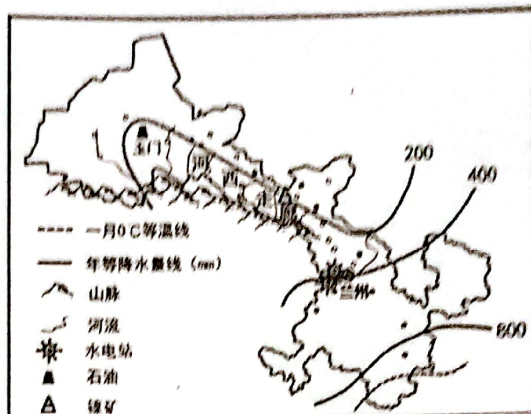 200
400
玉门
河
西
走
廊
800
兰州
一月0℃等温线
年等降水量线 (mm)
山脉
河流
水电站
石油
镍矿